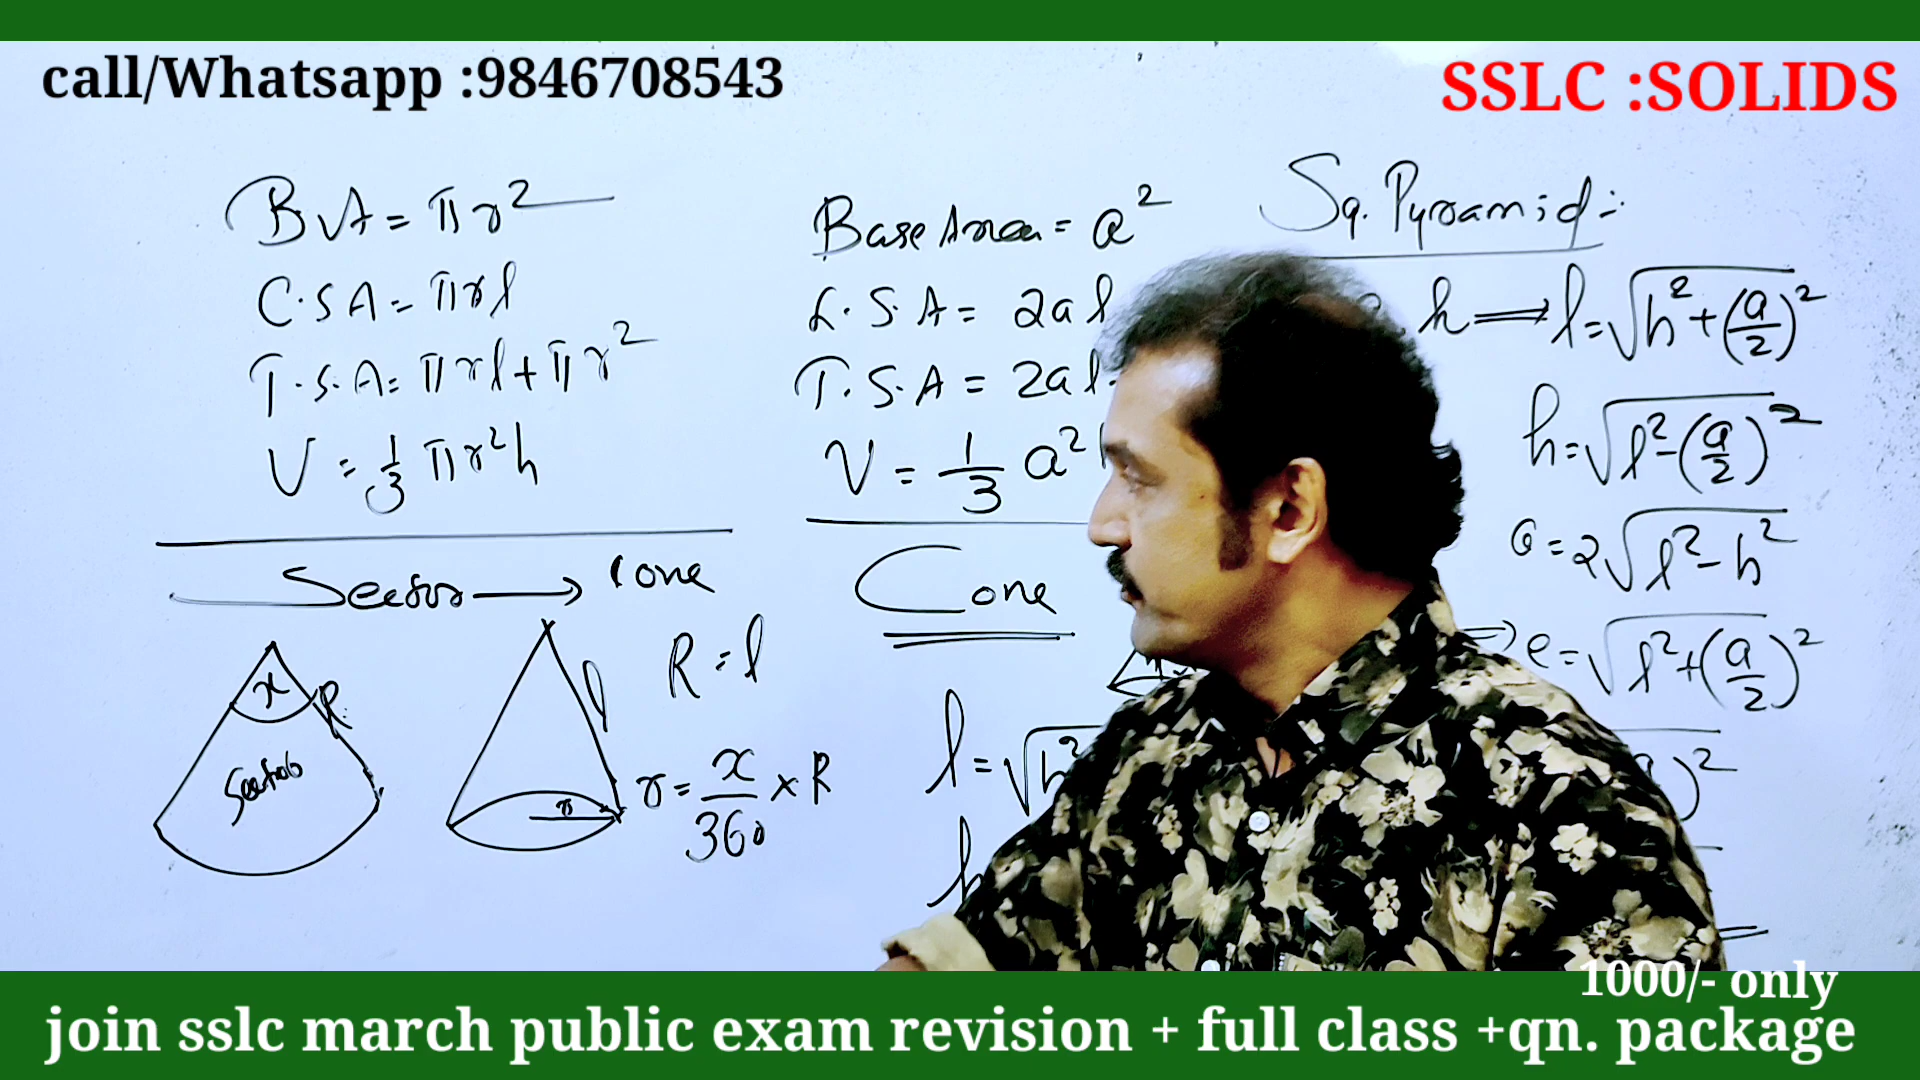 call/Whatsapp :9846708543
SSLC :SOLIDS
B A = πr²
C.S A = πrl
T.S.A = πrl + πr²
V = 1/3 πr²h
Sector → Cone
x
R
Sector
l
r
R = l
r = x/360 × R
Base Area = a²
L.S.A = 2al
T.S.A = 2al
V = 1/3 a²
Cone
l = √h²
h
Sq. Pyramid :-
h ⟹ l = √h² + (a/2)²
h = √l² - (a/2)²
a = 2√l² - h²
⇒ e = √l² + (a/2)²
)²
1000/- only
join sslc march public exam revision + full class +qn. package